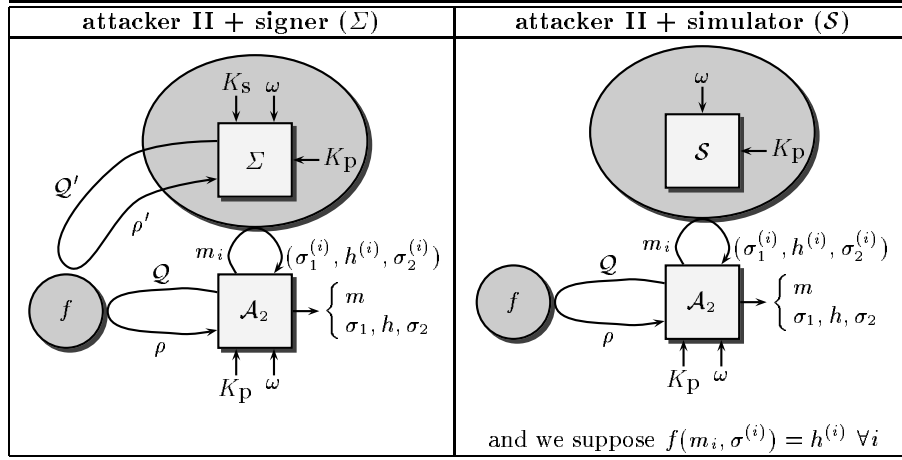 attacker II + signer (Σ)
K_s ω
Σ
K_p
Q′
ρ′
m_i
(σ_1^{(i)}, h^{(i)}, σ_2^{(i)})
f
Q
ρ
A_2
{ m
σ_1, h, σ_2
K_p ω
attacker II + simulator (S)
ω
S
K_p
m_i
(σ_1^{(i)}, h^{(i)}, σ_2^{(i)})
f
Q
ρ
A_2
{ m
σ_1, h, σ_2
K_p ω
and we suppose f(m_i, σ^{(i)}) = h^{(i)} ∀i